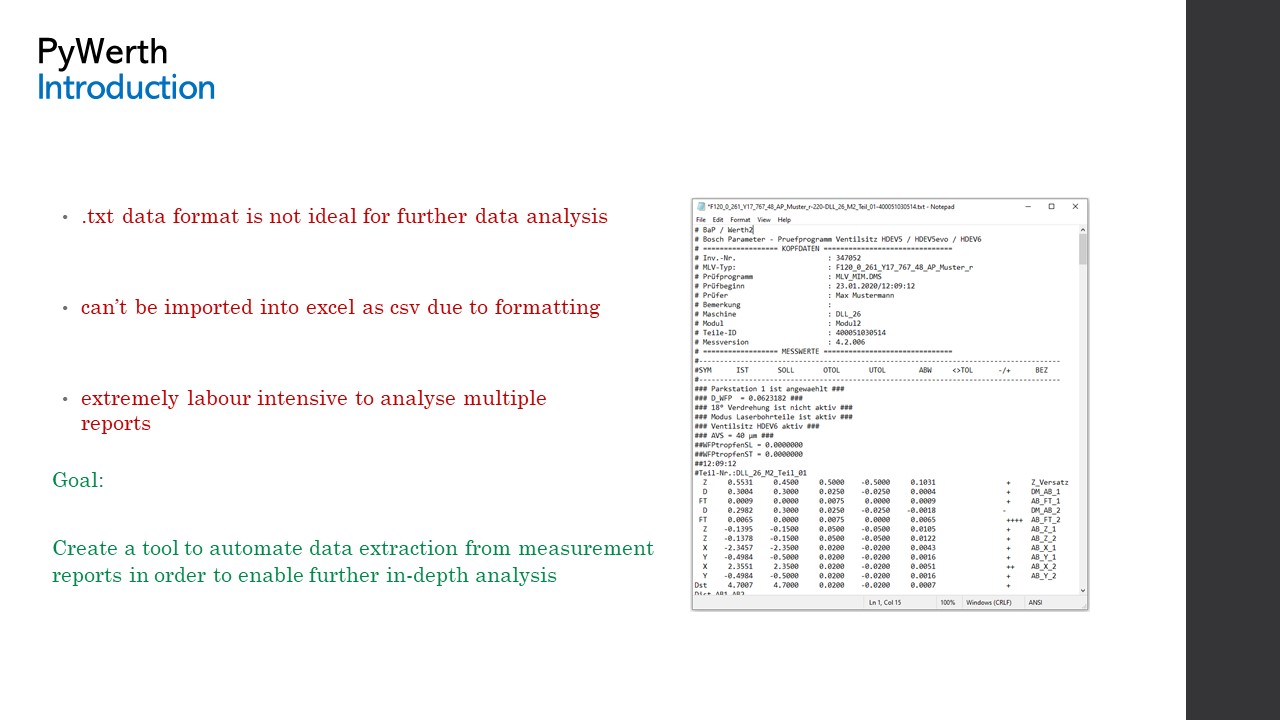 PyWerth
Introduction
• .txt data format is not ideal for further data analysis
• can’t be imported into excel as csv due to formatting
• extremely labour intensive to analyse multiple
reports
Goal:
Create a tool to automate data extraction from measurement
reports in order to enable further in-depth analysis
*F120_0_261_Y17_767_48_AP_Muster_r-220-DLL_26_M2_Teil_01-400051030514.txt - Notepad
File Edit Format View Help
# BaP / Werth2
# Bosch Parameter - Pruefprogramm Ventilsitz HDEV5 / HDEV5evo / HDEV6
# ================== KOPFDATEN ==============================
# Inv.-Nr. : 347052
# MLV-Typ: : F120_0_261_Y17_767_48_AP_Muster_r
# Prüfprogramm : MLV_MIM.DMS
# Prüfbeginn : 23.01.2020/12:09:12
# Prüfer : Max Mustermann
# Bemerkung :
# Maschine : DLL_26
# Modul : Modul2
# Teile-ID : 400051030514
# Messversion : 4.2.006
# ================== MESSWERTE ==============================
#-------------------------------------------------------------------------------
#SYM IST SOLL OTOL UTOL ABW <>TOL -/+ BEZ
#-------------------------------------------------------------------------------
### Parkstation 1 ist angewaehlt ###
### D_WFP = 0.0623182 ###
### 18° Verdrehung ist nicht aktiv ###
### Modus Laserbohrteile ist aktiv ###
### Ventilsitz HDEV6 aktiv ###
### AVS = 40 µm ###
##WFPtropfenSL = 0.0000000
##WFPtropfenST = 0.0000000
##12:09:12
#Teil-Nr.:DLL_26_M2_Teil_01
Z 0.5531 0.4500 0.5000 -0.5000 0.1031 + Z_Versatz
D 0.3004 0.3000 0.0250 -0.0250 0.0004 + DM_AB_1
FT 0.0009 0.0000 0.0075 0.0000 0.0009 + AB_FT_1
D 0.2982 0.3000 0.0250 -0.0250 -0.0018 - DM_AB_2
FT 0.0065 0.0000 0.0075 0.0000 0.0065 ++++ AB_FT_2
Z -0.1395 -0.1500 0.0500 -0.0500 0.0105 + AB_Z_1
Z -0.1378 -0.1500 0.0500 -0.0500 0.0122 + AB_Z_2
X -2.3457 -2.3500 0.0200 -0.0200 0.0043 + AB_X_1
Y -0.4984 -0.5000 0.0200 -0.0200 0.0016 + AB_Y_1
X 2.3551 2.3500 0.0200 -0.0200 0.0051 ++ AB_X_2
Y -0.4984 -0.5000 0.0200 -0.0200 0.0016 + AB_Y_2
Dst 4.7007 4.7000 0.0200 -0.0200 0.0007 +
Dist AB1 AB2
Ln 1, Col 15 100% Windows (CRLF) ANSI